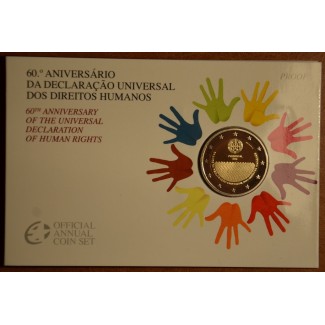 60.º ANIVERSÁRIO
DA DECLARAÇÃO UNIVERSAL
DOS DIREITOS HUMANOS
PROOF
60TH ANNIVERSARY
OF THE UNIVERSAL
DECLARATION
OF HUMAN RIGHTS
OFFICIAL
ANNUAL
COIN SET